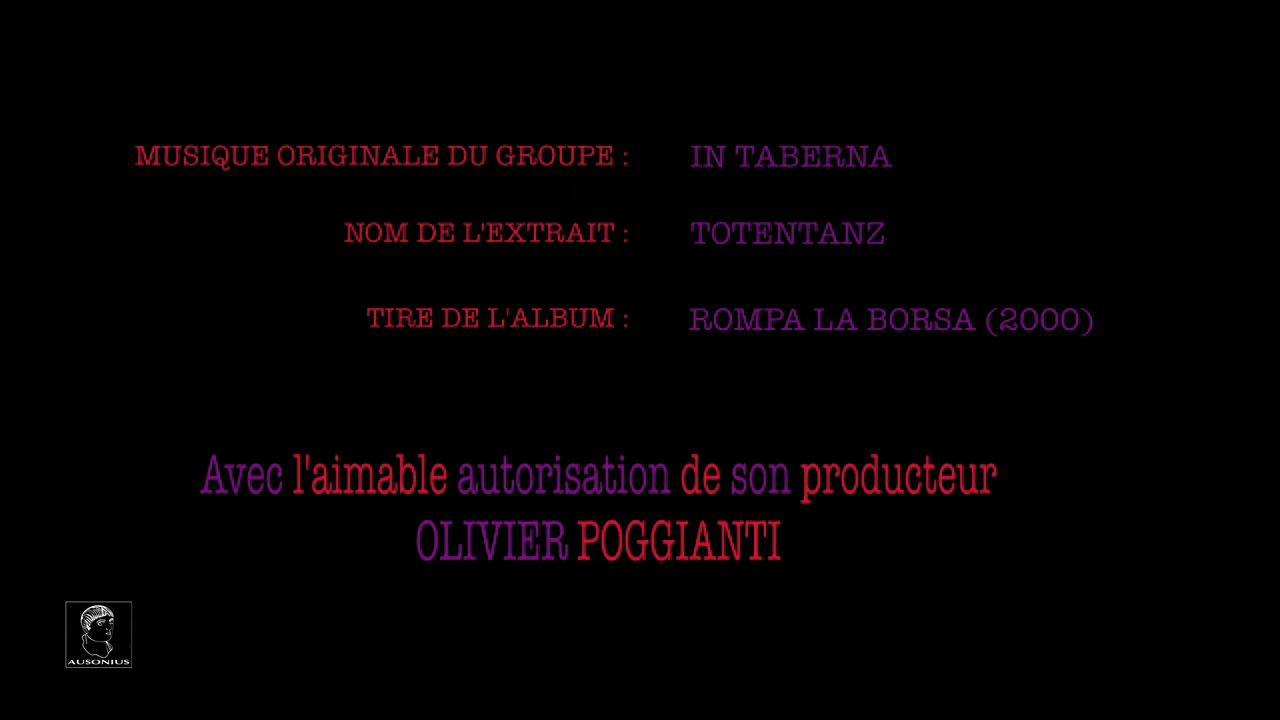 MUSIQUE ORIGINALE DU GROUPE : IN TABERNA
NOM DE L'EXTRAIT : TOTENTANZ
TIRE DE L'ALBUM : ROMPA LA BORSA (2000)
Avec l'aimable autorisation de son producteur
OLIVIER POGGIANTI
AUSONIUS